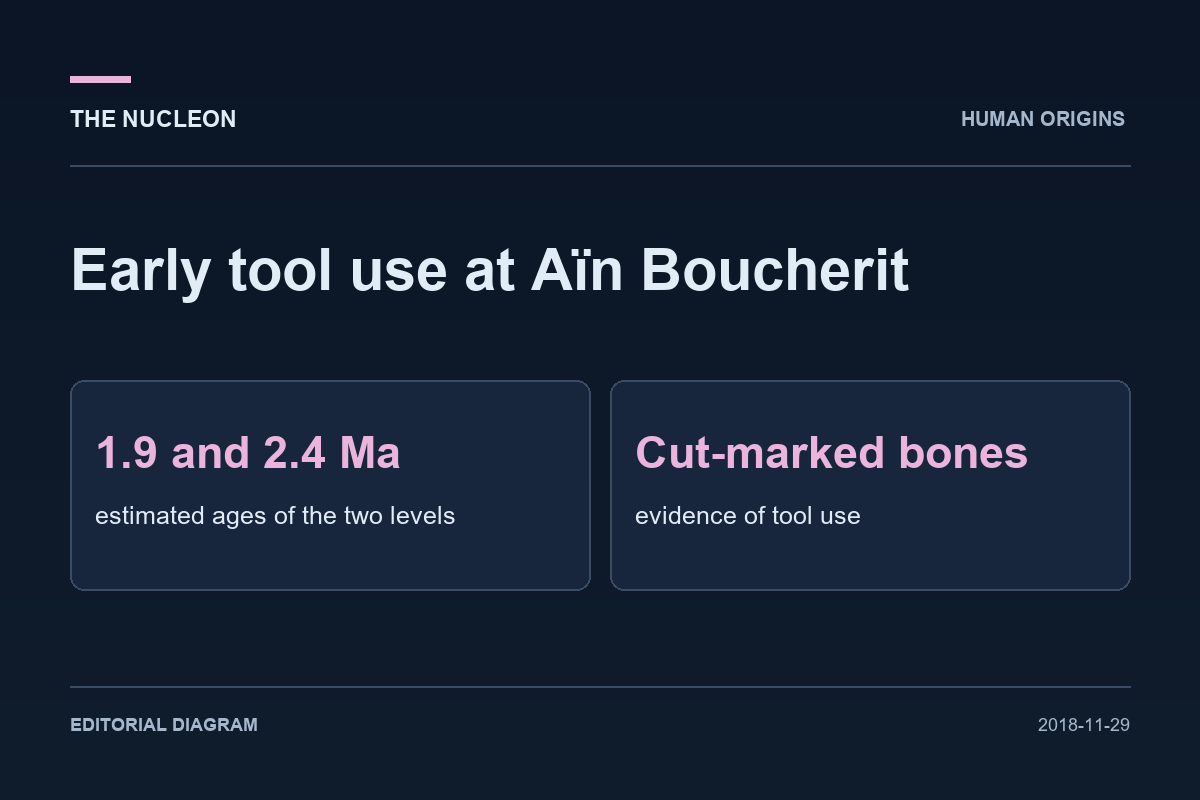 THE NUCLEON
HUMAN ORIGINS
Early tool use at Aïn Boucherit
1.9 and 2.4 Ma
estimated ages of the two levels
Cut-marked bones
evidence of tool use
EDITORIAL DIAGRAM
2018-11-29